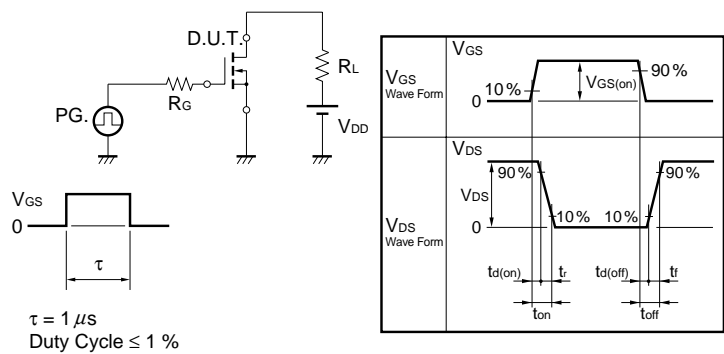 D.U.T.
RL
RG
PG.
VDD
VGS
0
τ
τ = 1 μs
Duty Cycle ≤ 1 %
VGS
Wave Form
VGS
10 %
VGS(on)
90 %
0
VDS
Wave Form
VDS
90 %
VDS
90 %
10 %
10 %
0
td(on)
tr
td(off)
tf
ton
toff